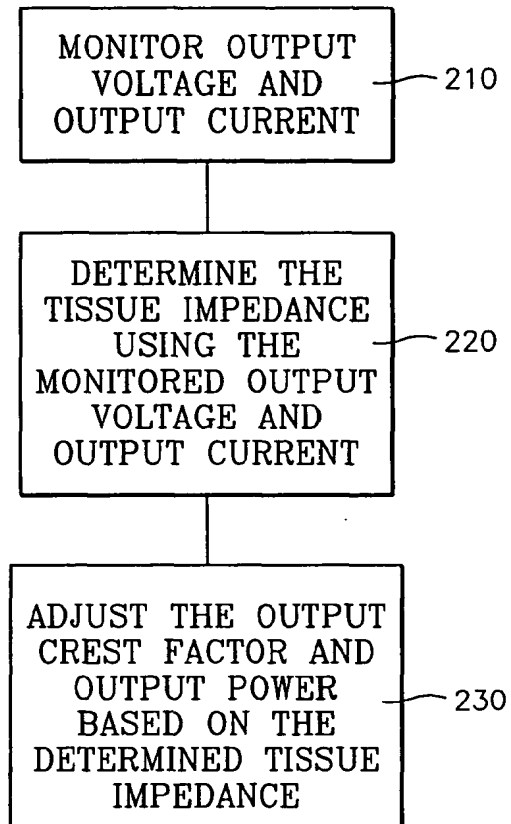 MONITOR OUTPUT
VOLTAGE AND
OUTPUT CURRENT
210
DETERMINE THE
TISSUE IMPEDANCE
USING THE
MONITORED OUTPUT
VOLTAGE AND
OUTPUT CURRENT
220
ADJUST THE OUTPUT
CREST FACTOR AND
OUTPUT POWER
BASED ON THE
DETERMINED TISSUE
IMPEDANCE
230